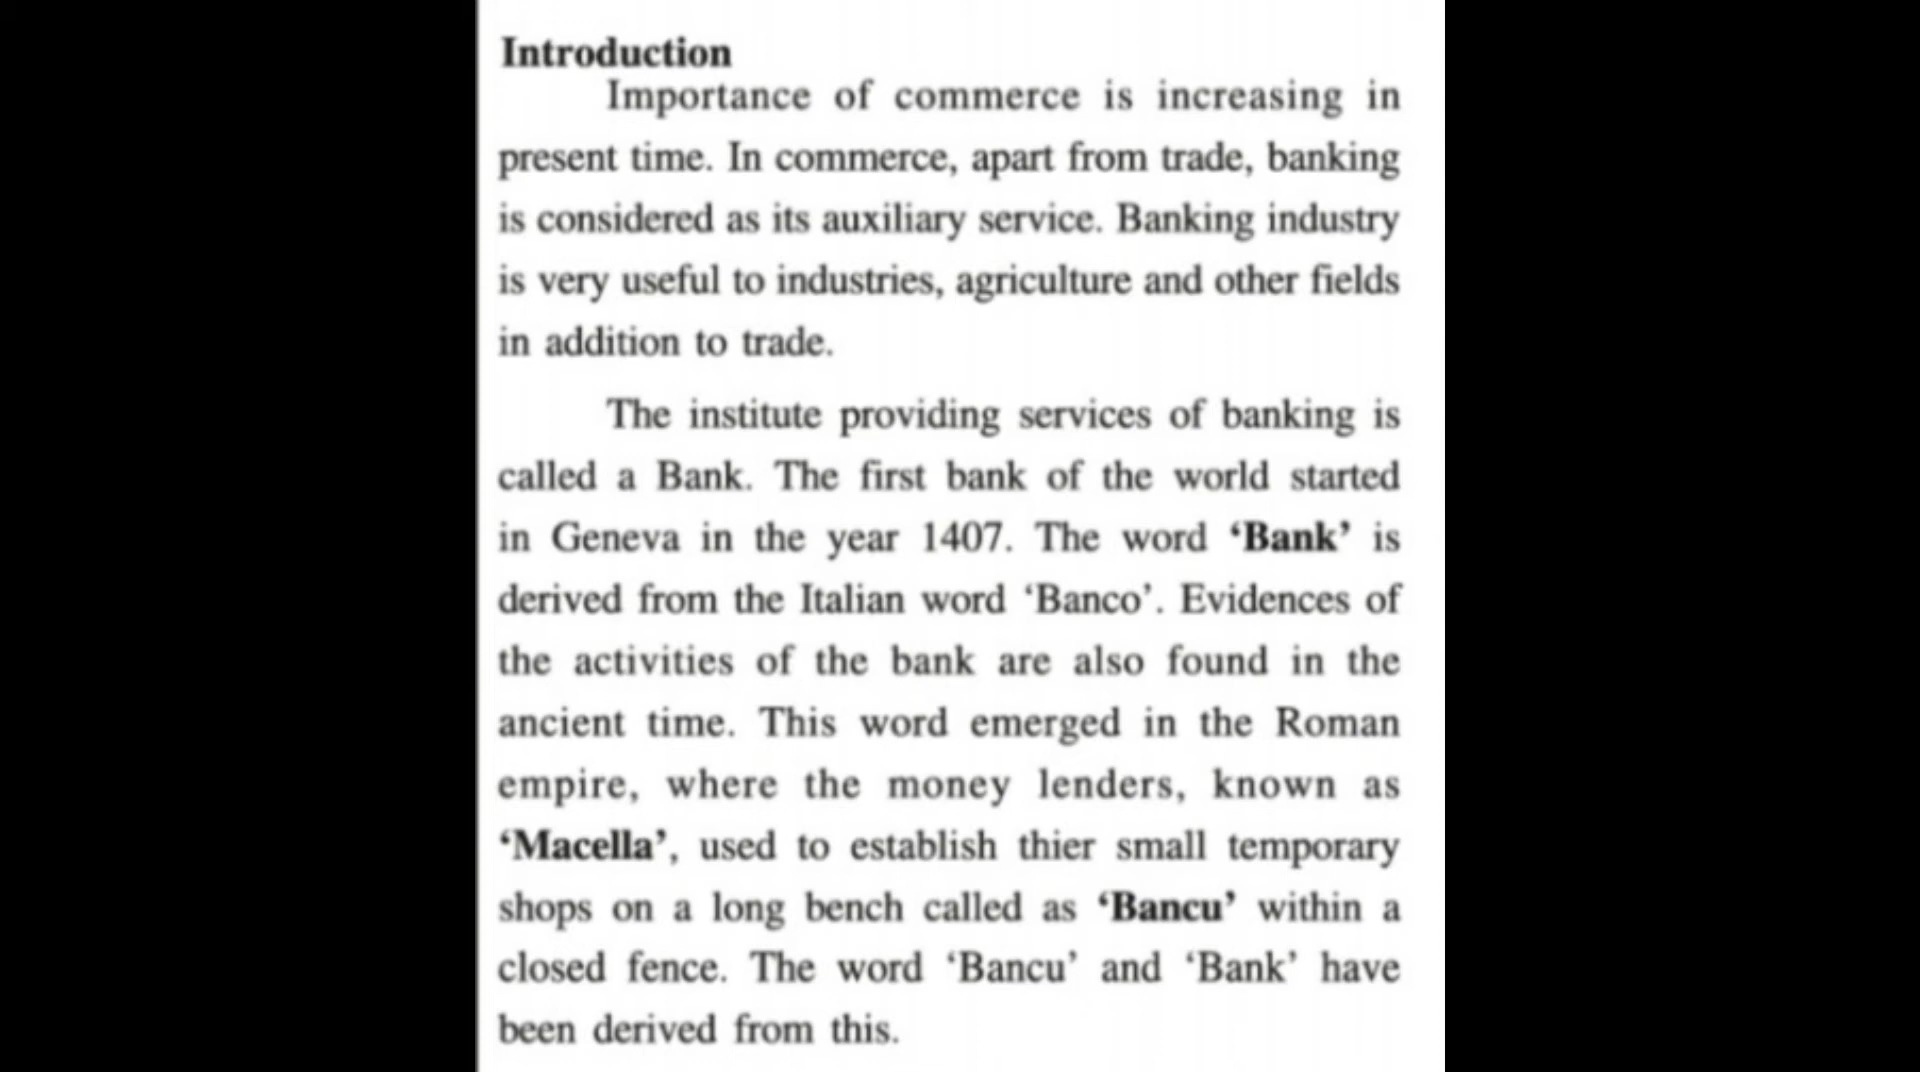 Introduction
Importance of commerce is increasing in
present time. In commerce, apart from trade, banking
is considered as its auxiliary service. Banking industry
is very useful to industries, agriculture and other fields
in addition to trade.
The institute providing services of banking is
called a Bank. The first bank of the world started
in Geneva in the year 1407. The word ‘Bank’ is
derived from the Italian word ‘Banco’. Evidences of
the activities of the bank are also found in the
ancient time. This word emerged in the Roman
empire, where the money lenders, known as
‘Macella’, used to establish thier small temporary
shops on a long bench called as ‘Bancu’ within a
closed fence. The word ‘Bancu’ and ‘Bank’ have
been derived from this.